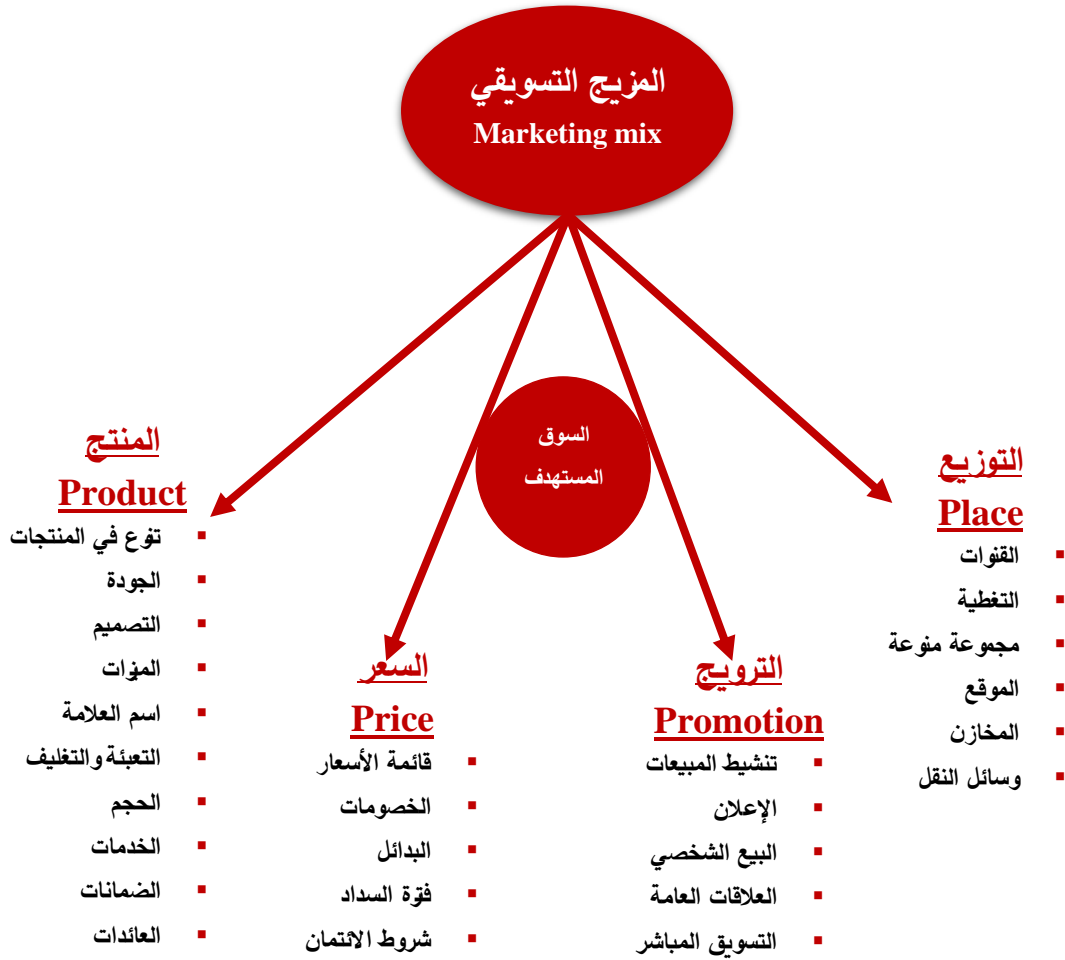 المزيج التسويقي
Marketing mix
السوق
المستهدف
التوزيع
Place
القنوات
التغطية
مجموعة منوعة
الموقع
المخازن
وسائل النقل
الترويج
Promotion
تنشيط المبيعات
الإعلان
البيع الشخصي
العلاقات العامة
التسويق المباشر
السعر
Price
قائمة الأسعار
الخصومات
البدائل
فترة السداد
شروط الائتمان
المنتج
Product
تنوع في المنتجات
الجودة
التصميم
الميزات
اسم العلامة
التعبئة والتغليف
الحجم
الخدمات
الضمانات
العائدات